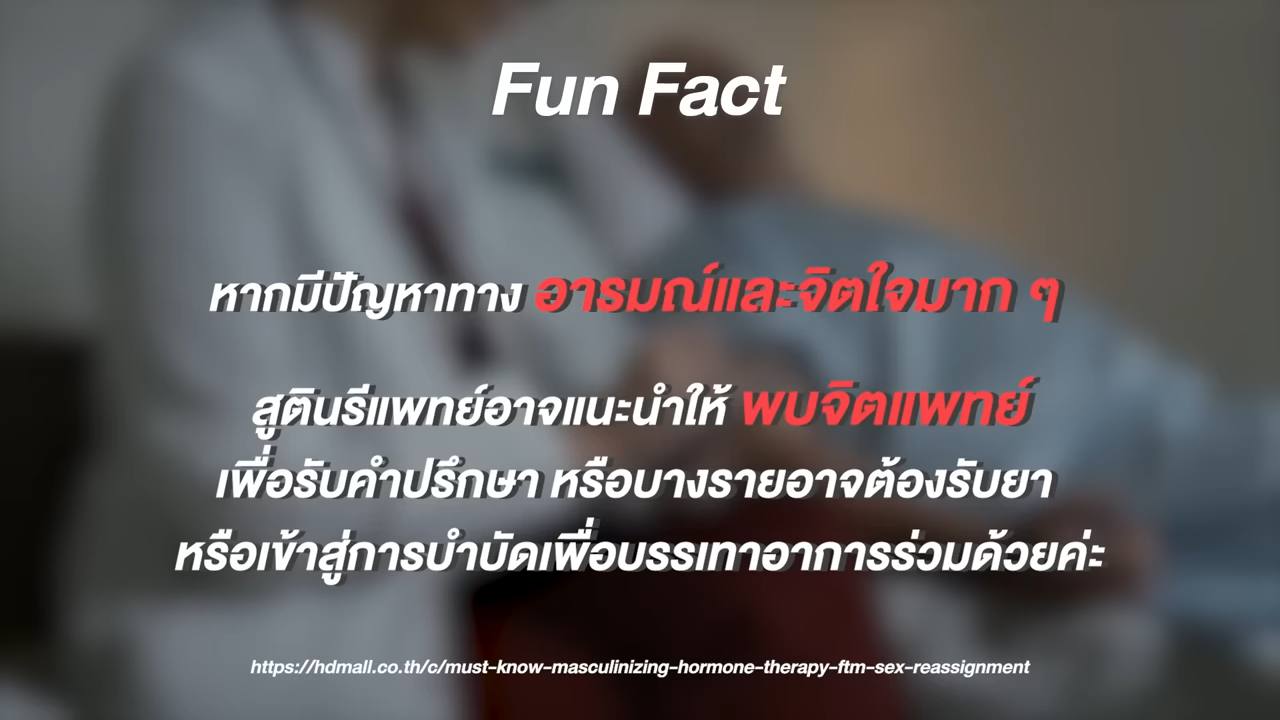 Fun Fact
หากมีปัญหาทาง อารมณ์และจิตใจมาก ๆ
สูตินรีแพทย์อาจแนะนำให้ พบจิตแพทย์
เพื่อรับคำปรึกษา หรือบางรายอาจต้องรับยา
หรือเข้าสู่การบำบัดเพื่อบรรเทาอาการร่วมด้วยค่ะ
https://hdmall.co.th/c/must-know-masculinizing-hormone-therapy-ftm-sex-reassignment